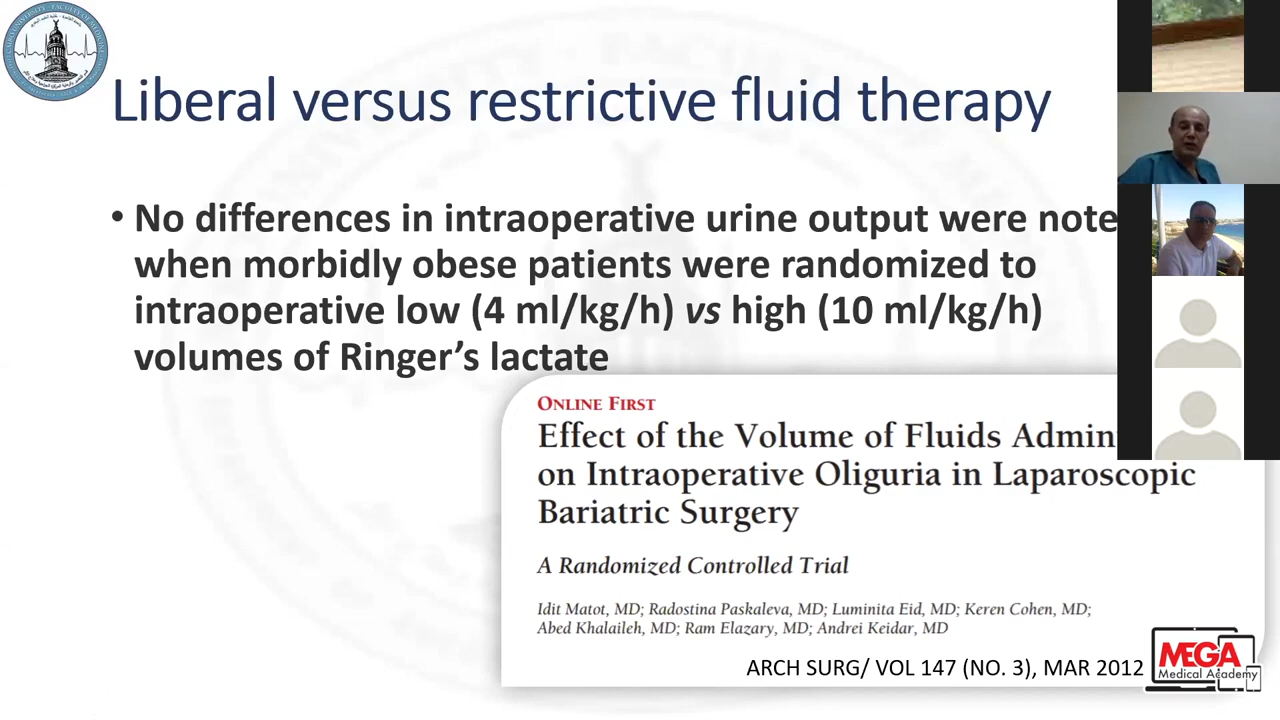 Liberal versus restrictive fluid therapy
• No differences in intraoperative urine output were note
when morbidly obese patients were randomized to
intraoperative low (4 ml/kg/h) vs high (10 ml/kg/h)
volumes of Ringer’s lactate
ONLINE FIRST
Effect of the Volume of Fluids Admin
on Intraoperative Oliguria in Laparoscopic
Bariatric Surgery
A Randomized Controlled Trial
Idit Matot, MD; Radostina Paskaleva, MD; Luminita Eid, MD; Keren Cohen, MD;
Abed Khalaileh, MD; Ram Elazary, MD; Andrei Keidar, MD
ARCH SURG/ VOL 147 (NO. 3), MAR 2012
MEGA
Medical Academy